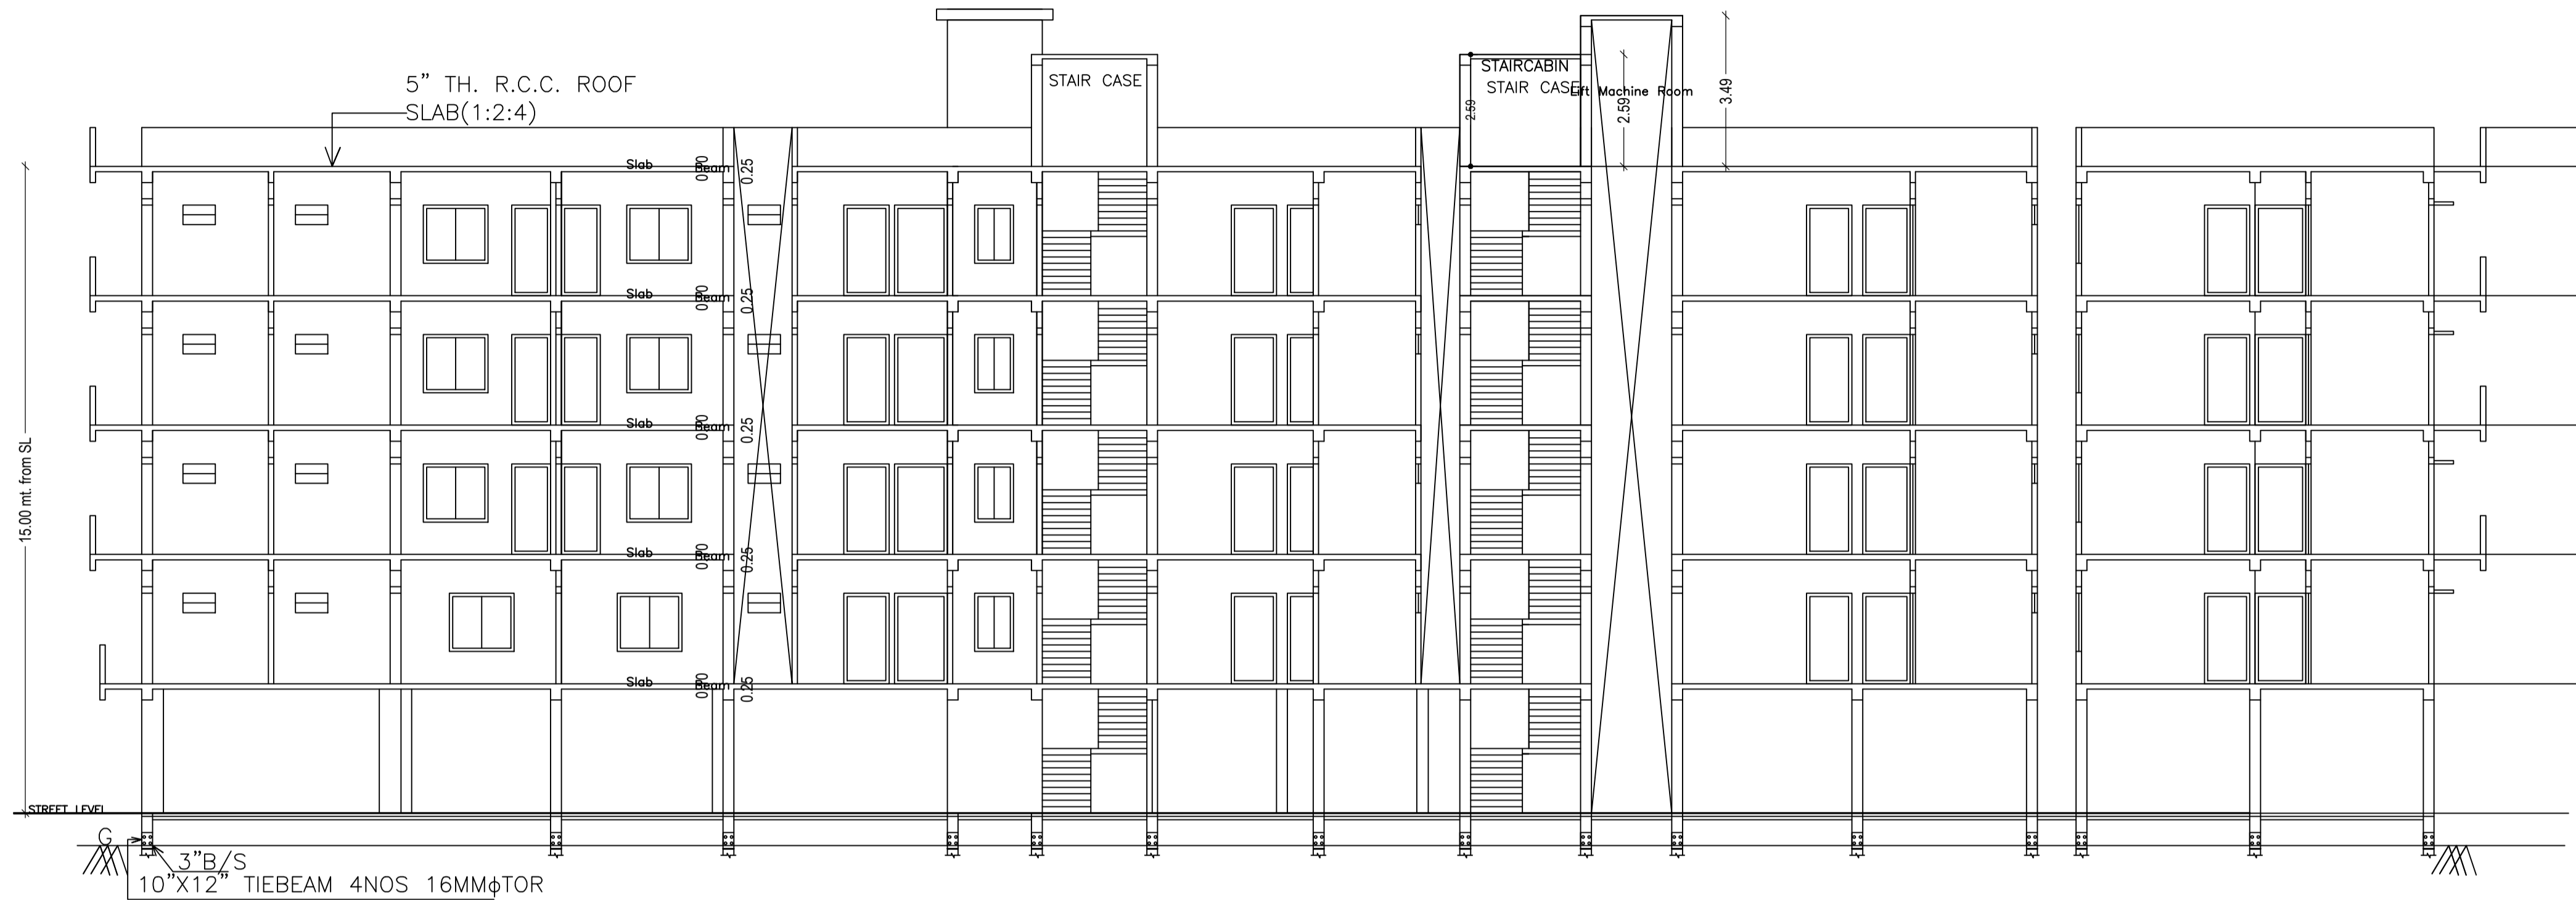 5” TH. R.C.C. ROOF
SLAB(1:2:4)
STAIR CASE
STAIRCABIN
STAIR CASE
Lift Machine Room
2.59
2.59
3.49
Slab
Beam
0.25
Slab
Beam
0.25
Slab
Beam
0.25
Slab
Beam
0.25
Slab
Beam
0.25
15.00 mt. from SL
STREET LEVEL
G
3”B/S
10”X12” TIEBEAM 4NOS 16MMϕTOR